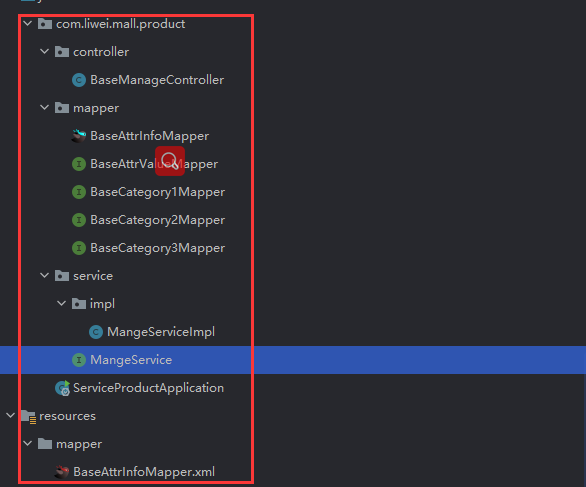 com.liwei.mall.product
controller
BaseManageController
mapper
BaseAttrInfoMapper
BaseAttrValueMapper
BaseCategory1Mapper
BaseCategory2Mapper
BaseCategory3Mapper
service
impl
MangeServiceImpl
MangeService
ServiceProductApplication
resources
mapper
BaseAttrInfoMapper.xml